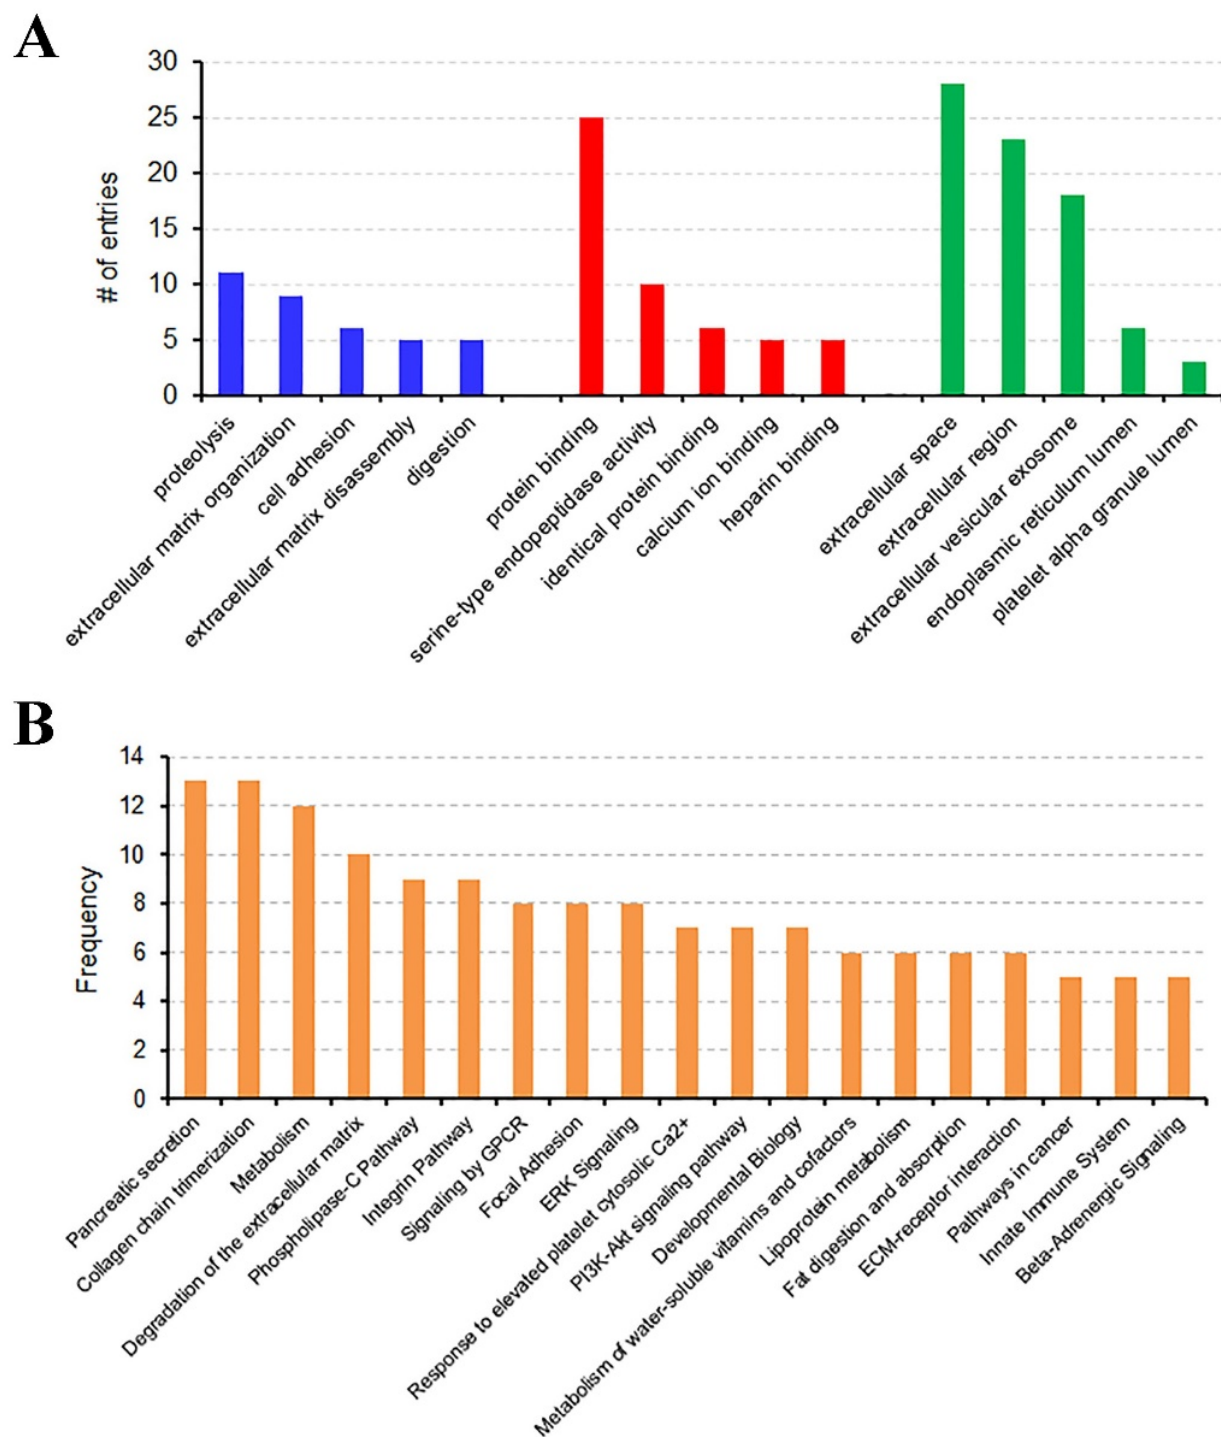 A
30
25
20
15
10
5
0
# of entries
proteolysis
extracellular matrix organization
cell adhesion
extracellular matrix disassembly
digestion
protein binding
serine-type endopeptidase activity
identical protein binding
calcium ion binding
heparin binding
extracellular space
extracellular region
extracellular vesicular exosome
endoplasmic reticulum lumen
platelet alpha granule lumen
B
14
12
10
8
6
4
2
0
Frequency
Pancreatic secretion
Collagen chain trimerization
Metabolism
Degradation of the extracellular matrix
Phospholipase-C Pathway
Integrin Pathway
Signaling by GPCR
Focal Adhesion
ERK Signaling
Response to elevated platelet cytosolic Ca2+
PI3K-Akt signaling pathway
Developmental Biology
Metabolism of water-soluble vitamins and cofactors
Lipoprotein metabolism
Fat digestion and absorption
ECM-receptor interaction
Pathways in cancer
Innate Immune System
Beta-Adrenergic Signaling